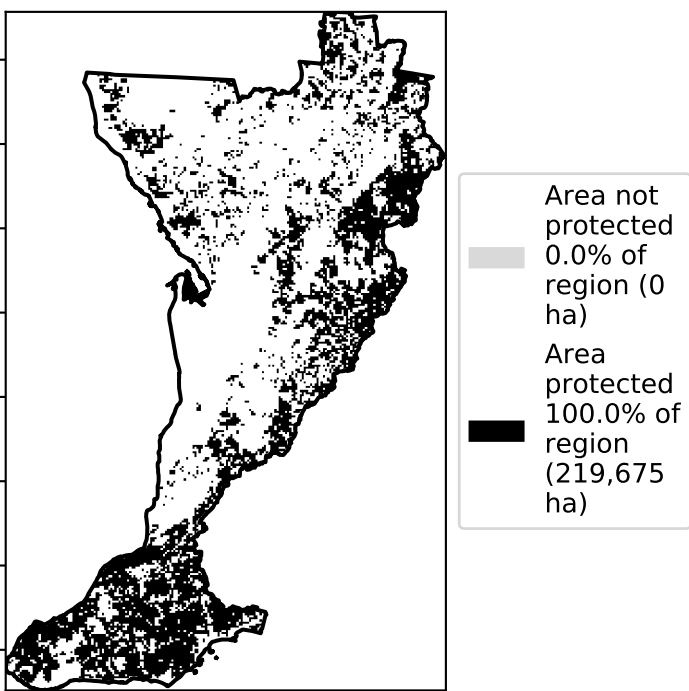 Area not
protected
0.0% of
region (0
ha)
Area
protected
100.0% of
region
(219,675
ha)